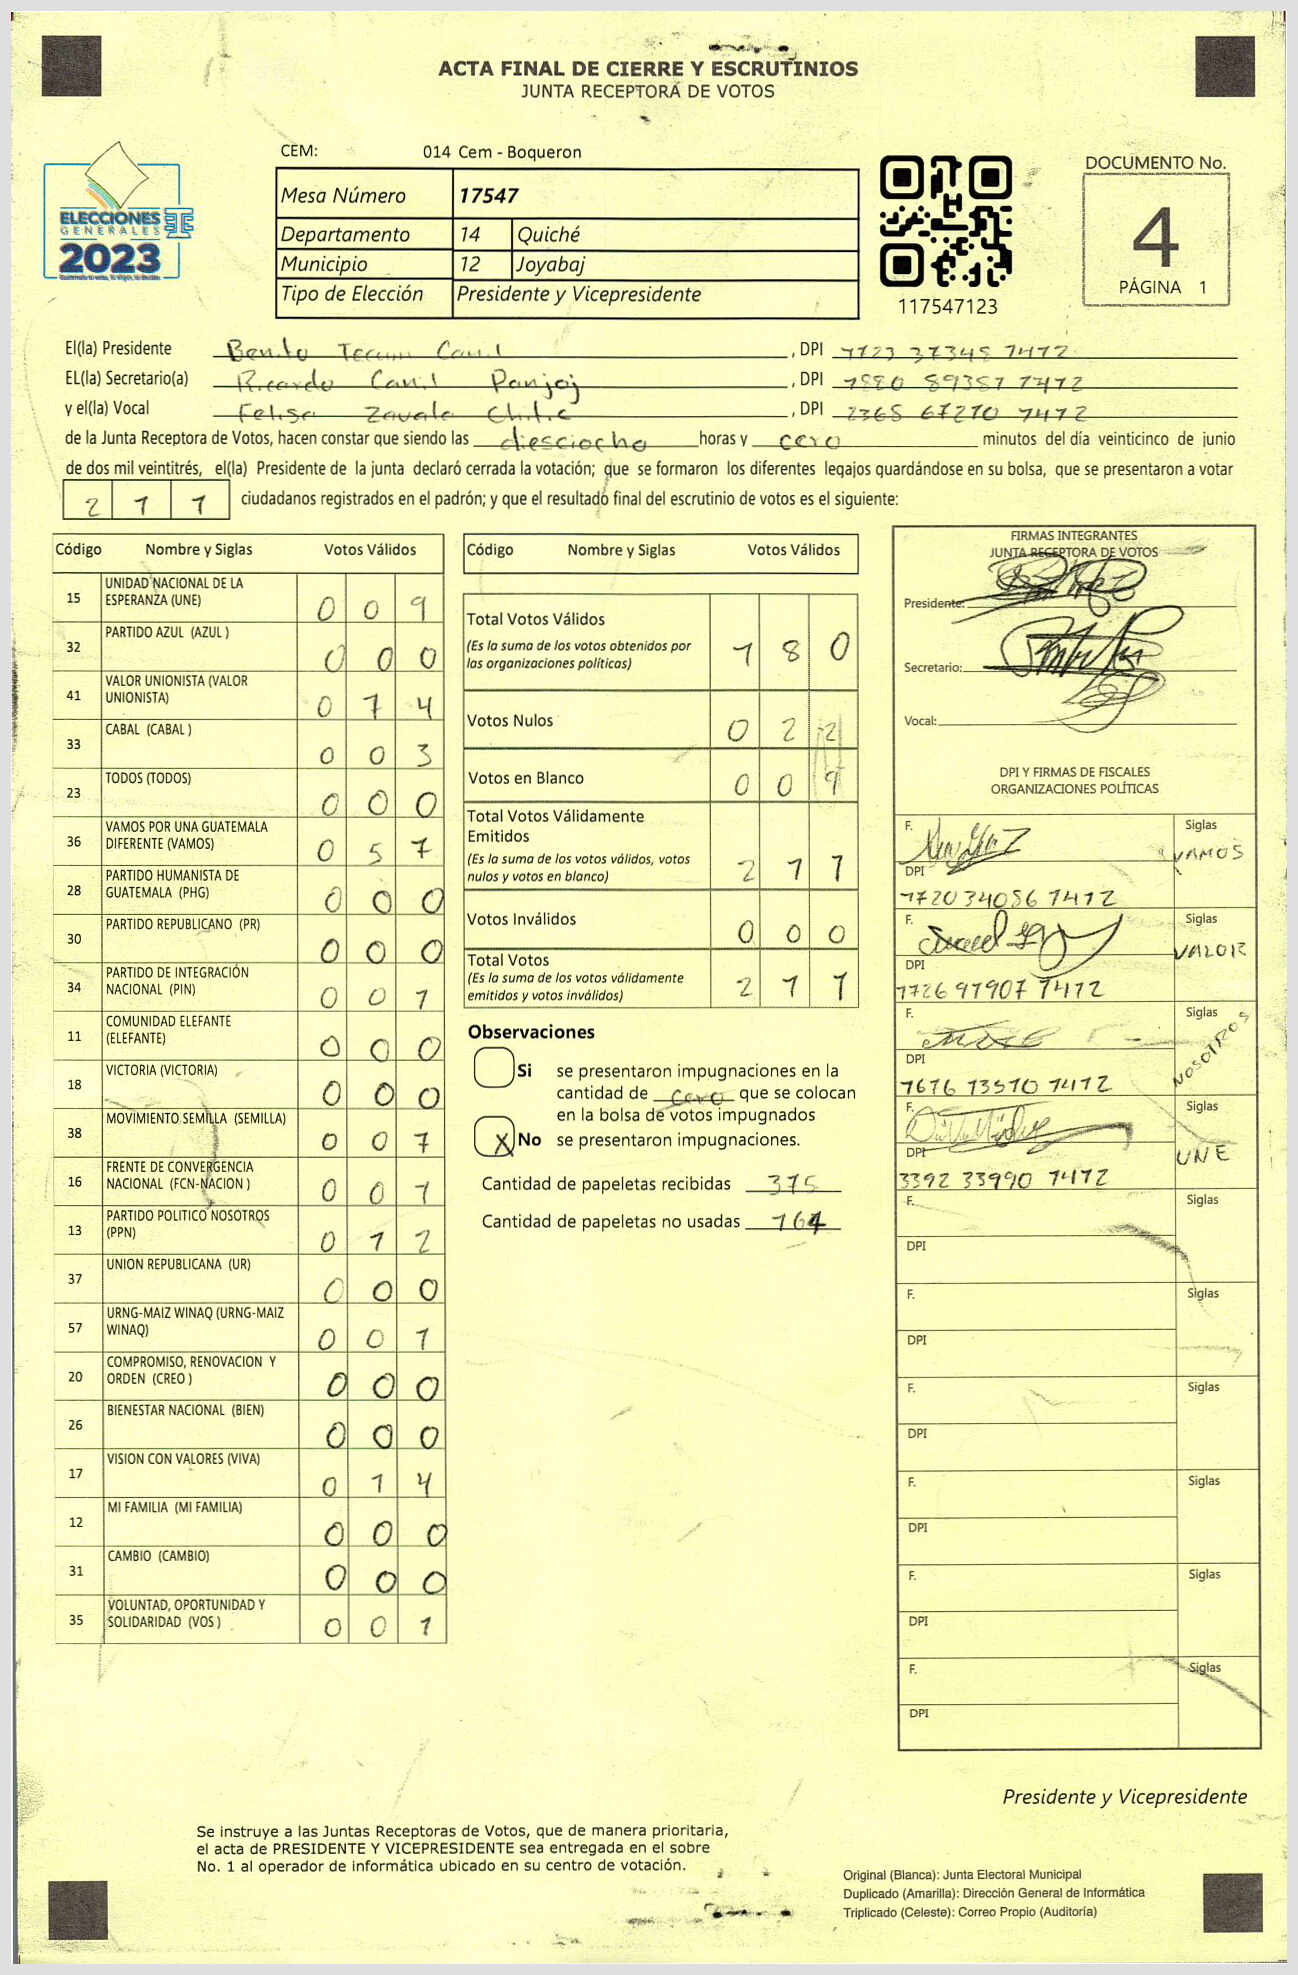 ACTA FINAL DE CIERRE Y ESCRUTINIOS
JUNTA RECEPTORA DE VOTOS
CEM: 014 Cem - Boqueron
DOCUMENTO No.
4
PÁGINA 1
ELECCIONES
GENERALES
2023
Mesa Número 17547
Departamento 14 Quiché
Municipio 12 Joyabaj
Tipo de Elección Presidente y Vicepresidente
117547123
El(la) Presidente Benito Tecum Canil , DPI 1723 37348 1412
EL(la) Secretario(a) Ricardo Canil Panjoj , DPI 1880 89387 1412
y el(la) Vocal Felisa Zavala , DPI 2365 67270 1412
de la Junta Receptora de Votos, hacen constar que siendo las diesciocho horas y cero minutos del día veinticinco de junio
de dos mil veintitrés, el(la) Presidente de la junta declaró cerrada la votación; que se formaron los diferentes legajos quardándose en su bolsa, que se presentaron a votar
2 1 1 ciudadanos registrados en el padrón; y que el resultado final del escrutinio de votos es el siguiente:
Código Nombre y Siglas Votos Válidos
15 UNIDAD NACIONAL DE LA
ESPERANZA (UNE) 0 0 9
32 PARTIDO AZUL (AZUL ) 0 0 0
41 VALOR UNIONISTA (VALOR
UNIONISTA) 0 7 4
33 CABAL (CABAL ) 0 0 3
23 TODOS (TODOS) 0 0 0
36 VAMOS POR UNA GUATEMALA
DIFERENTE (VAMOS) 0 5 7
28 PARTIDO HUMANISTA DE
GUATEMALA (PHG) 0 0 0
30 PARTIDO REPUBLICANO (PR) 0 0 0
34 PARTIDO DE INTEGRACIÓN
NACIONAL (PIN) 0 0 1
11 COMUNIDAD ELEFANTE
(ELEFANTE) 0 0 0
18 VICTORIA (VICTORIA) 0 0 0
38 MOVIMIENTO SEMILLA (SEMILLA) 0 0 7
16 FRENTE DE CONVERGENCIA
NACIONAL (FCN-NACION ) 0 0 1
13 PARTIDO POLITICO NOSOTROS
(PPN) 0 1 2
37 UNION REPUBLICANA (UR) 0 0 0
57 URNG-MAIZ WINAQ (URNG-MAIZ
WINAQ) 0 0 1
20 COMPROMISO, RENOVACION Y
ORDEN (CREO ) 0 0 0
26 BIENESTAR NACIONAL (BIEN) 0 0 0
17 VISION CON VALORES (VIVA) 0 1 4
12 MI FAMILIA (MI FAMILIA) 0 0 0
31 CAMBIO (CAMBIO) 0 0 0
35 VOLUNTAD, OPORTUNIDAD Y
SOLIDARIDAD (VOS ) 0 0 1
Código Nombre y Siglas Votos Válidos
Total Votos Válidos
(Es la suma de los votos obtenidos por
las organizaciones políticas) 1 8 0
Votos Nulos 0 2 2
Votos en Blanco 0 0 9
Total Votos Válidamente
Emitidos
(Es la suma de los votos válidos, votos
nulos y votos en blanco) 2 1 1
Votos Inválidos 0 0 0
Total Votos
(Es la suma de los votos válidamente
emitidos y votos inválidos) 2 1 1
Observaciones
Si se presentaron impugnaciones en la
cantidad de cero que se colocan
en la bolsa de votos impugnados
X No se presentaron impugnaciones.
Cantidad de papeletas recibidas 375
Cantidad de papeletas no usadas 164
FIRMAS INTEGRANTES
JUNTA RECEPTORA DE VOTOS
Presidente:
Secretario:
Vocal:
DPI Y FIRMAS DE FISCALES
ORGANIZACIONES POLÍTICAS
F. Siglas
VAMOS
DPI
1720 34086 1412
F. Siglas
VALOR
DPI
1726 97907 1412
F. Siglas
NOSOTROS
DPI
1616 13510 1412
F. Siglas
UNE
DPI
3392 33990 1412
F. Siglas
DPI
F. Siglas
DPI
F. Siglas
DPI
F. Siglas
DPI
F. Siglas
DPI
F. Siglas
DPI
Presidente y Vicepresidente
Se instruye a las Juntas Receptoras de Votos, que de manera prioritaria,
el acta de PRESIDENTE Y VICEPRESIDENTE sea entregada en el sobre
No. 1 al operador de informática ubicado en su centro de votación.
Original (Blanca): Junta Electoral Municipal
Duplicado (Amarilla): Dirección General de Informática
Triplicado (Celeste): Correo Propio (Auditoría)